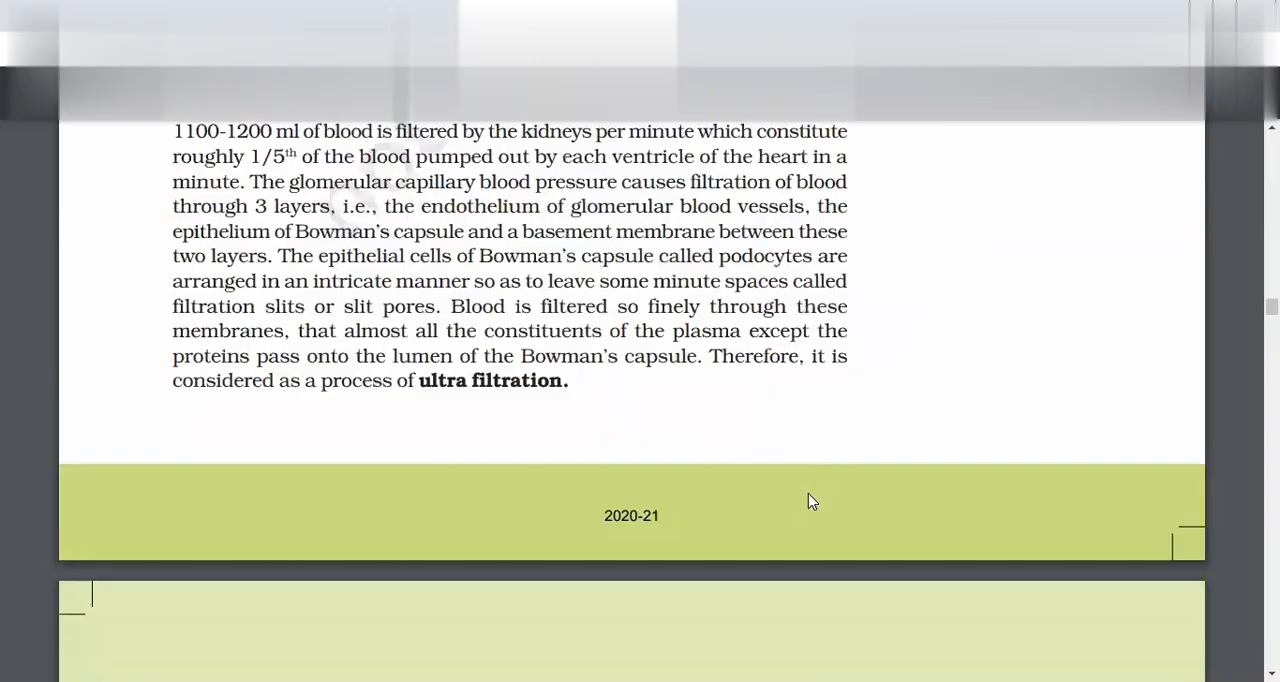 1100-1200 ml of blood is filtered by the kidneys per minute which constitute
roughly 1/5th of the blood pumped out by each ventricle of the heart in a
minute. The glomerular capillary blood pressure causes filtration of blood
through 3 layers, i.e., the endothelium of glomerular blood vessels, the
epithelium of Bowman's capsule and a basement membrane between these
two layers. The epithelial cells of Bowman's capsule called podocytes are
arranged in an intricate manner so as to leave some minute spaces called
filtration slits or slit pores. Blood is filtered so finely through these
membranes, that almost all the constituents of the plasma except the
proteins pass onto the lumen of the Bowman's capsule. Therefore, it is
considered as a process of ultra filtration.
2020-21